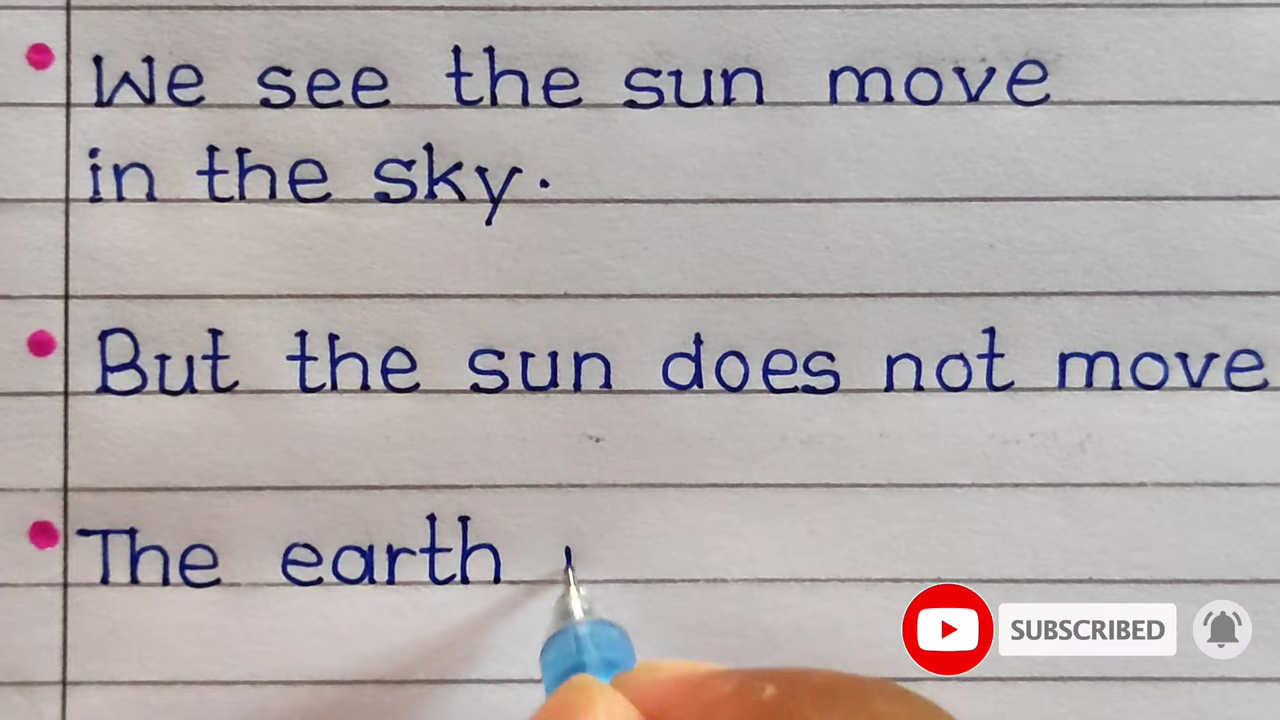 We see the sun move
in the sky.
But the sun does not move
The earth
SUBSCRIBED